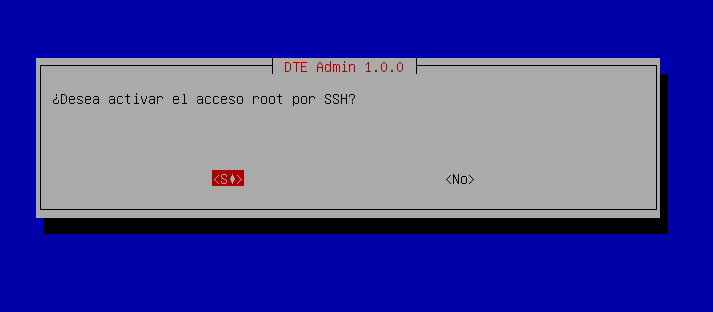 DTE Admin 1.0.0
¿Desea activar el acceso root por SSH?
<S♦> <No>